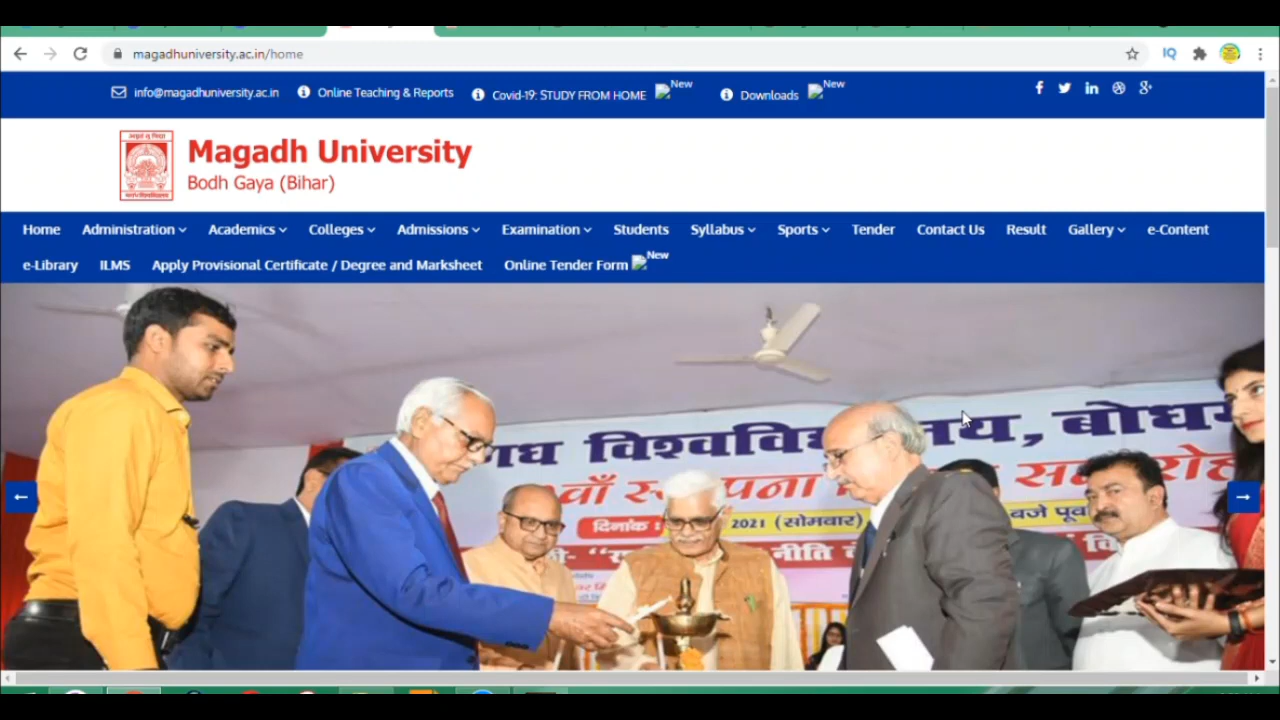 magadhuniversity.ac.in/home
IQ
info@magadhuniversity.ac.in Online Teaching & Reports Covid-19: STUDY FROM HOME New Downloads New
Magadh University
Bodh Gaya (Bihar)
Home Administration Academics Colleges Admissions Examination Students Syllabus Sports Tender Contact Us Result Gallery e-Content
e-Library ILMS Apply Provisional Certificate / Degree and Marksheet Online Tender Form New
दिनांक : 2021 (सोमवार) बजे